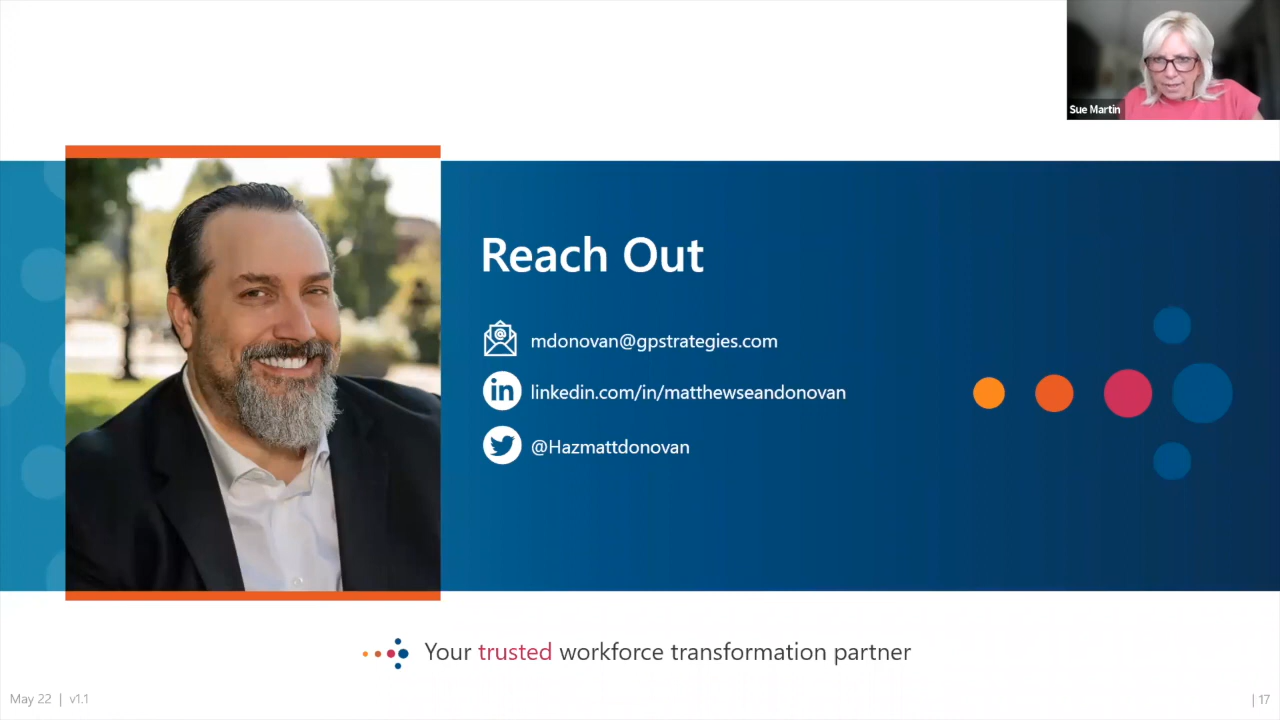 Sue Martin
Reach Out
mdonovan@gpstrategies.com
in
linkedin.com/in/matthewseandonovan
@Hazmattdonovan
Your trusted workforce transformation partner
May 22 | v1.1
| 17